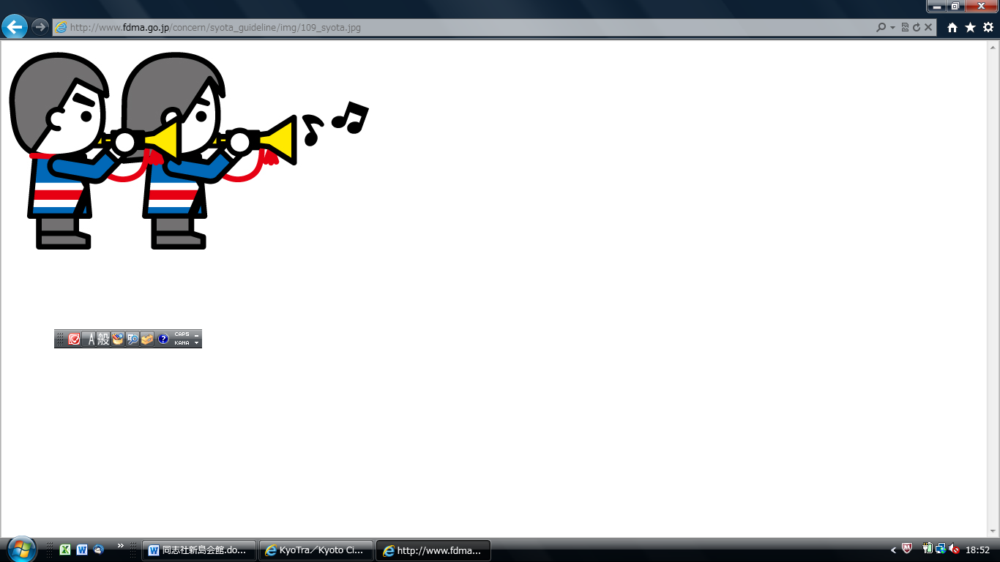 http://www.fdma.go.jp/concern/syota_guideline/img/109_syota.jpg
A 般
CAPS
KANA
同志社新島会館.do...
KyoTra／Kyoto Ci...
http://www.fdma...
18:52